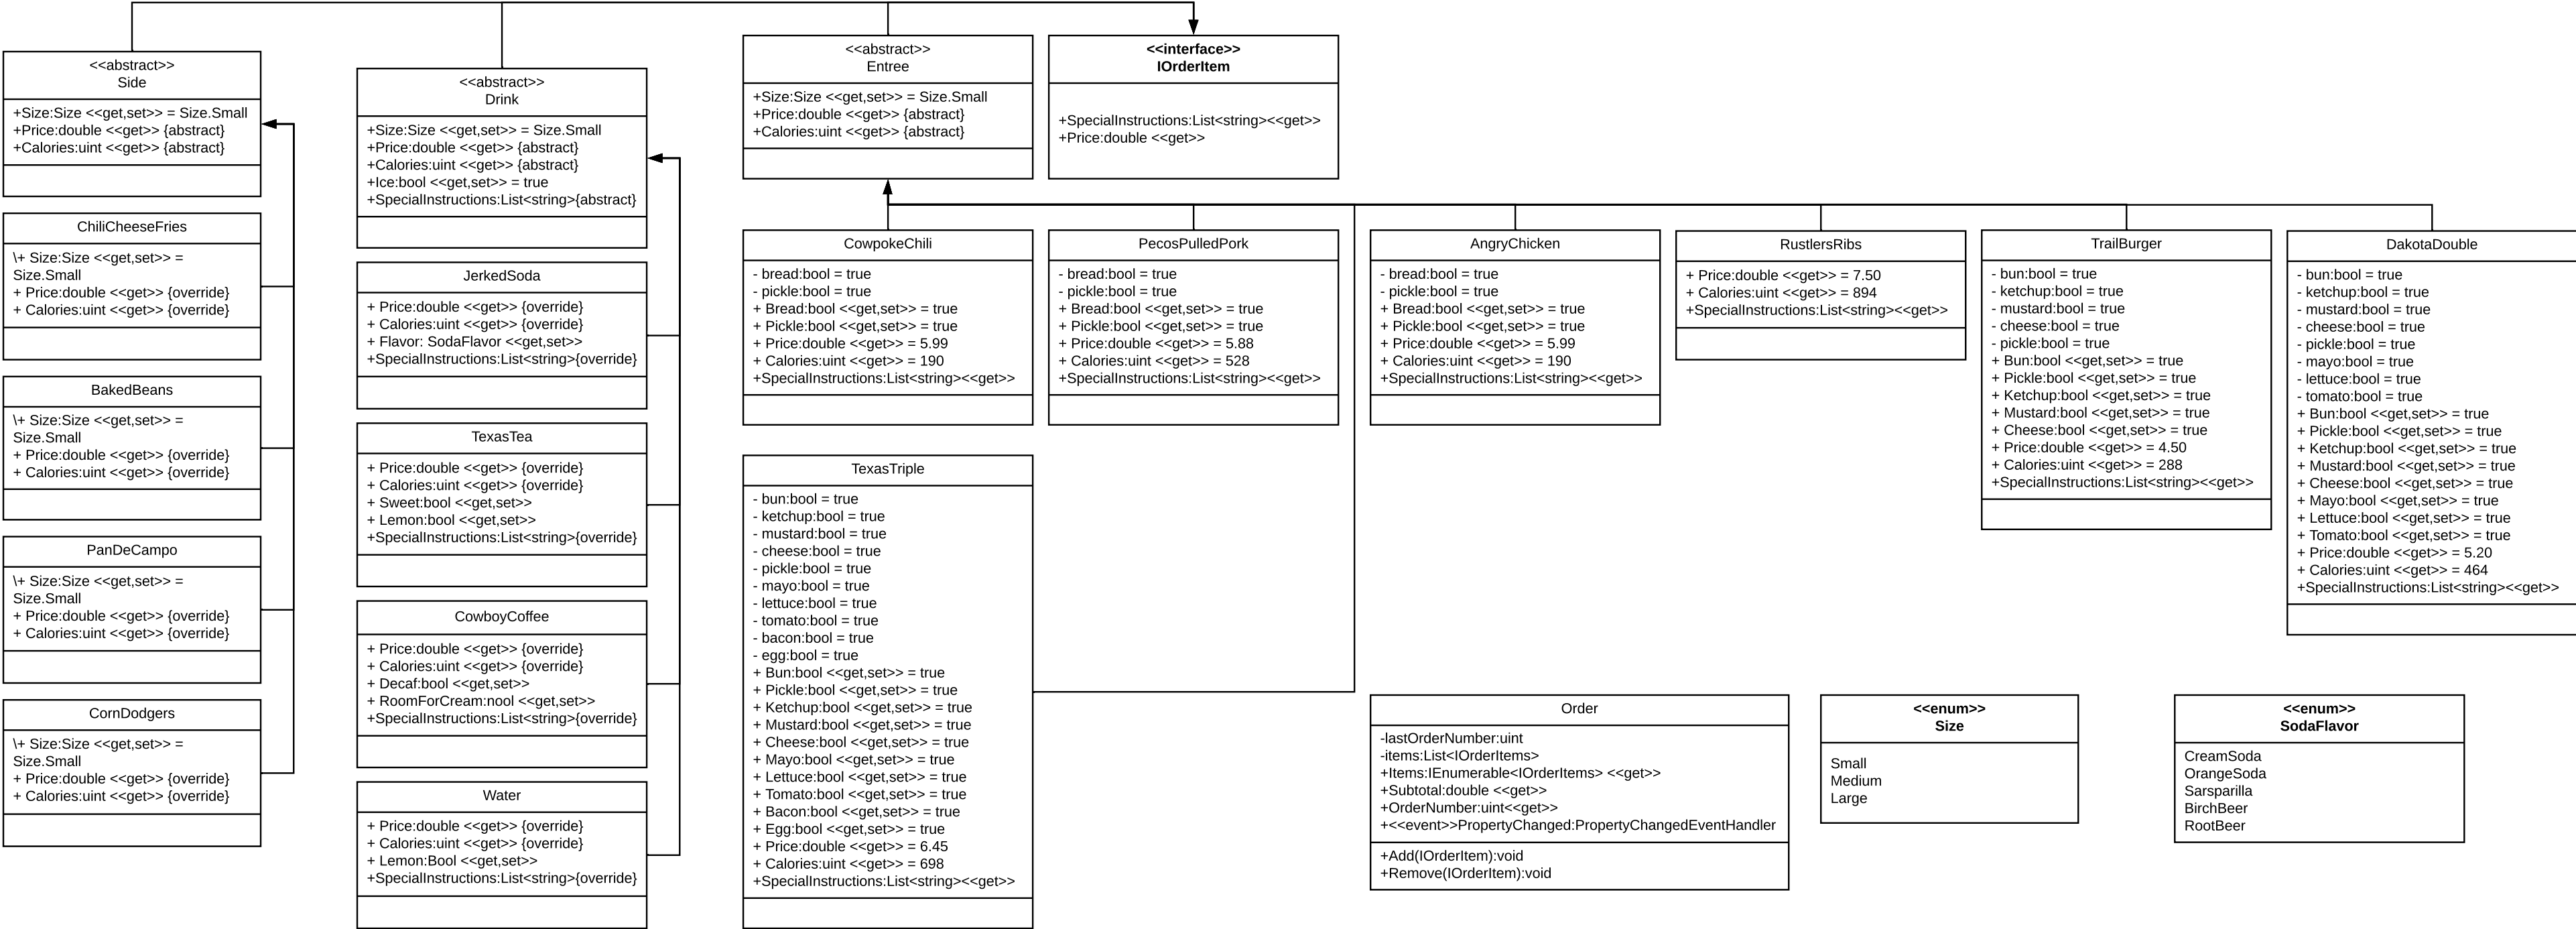 <<abstract>>
Side
+Size:Size <<get,set>> = Size.Small
+Price:double <<get>> {abstract}
+Calories:uint <<get>> {abstract}
ChiliCheeseFries
\+ Size:Size <<get,set>> =
Size.Small
+ Price:double <<get>> {override}
+ Calories:uint <<get>> {override}
BakedBeans
\+ Size:Size <<get,set>> =
Size.Small
+ Price:double <<get>> {override}
+ Calories:uint <<get>> {override}
PanDeCampo
\+ Size:Size <<get,set>> =
Size.Small
+ Price:double <<get>> {override}
+ Calories:uint <<get>> {override}
CornDodgers
\+ Size:Size <<get,set>> =
Size.Small
+ Price:double <<get>> {override}
+ Calories:uint <<get>> {override}
<<abstract>>
Drink
+Size:Size <<get,set>> = Size.Small
+Price:double <<get>> {abstract}
+Calories:uint <<get>> {abstract}
+Ice:bool <<get,set>> = true
+SpecialInstructions:List<string>{abstract}
JerkedSoda
+ Price:double <<get>> {override}
+ Calories:uint <<get>> {override}
+ Flavor: SodaFlavor <<get,set>>
+SpecialInstructions:List<string>{override}
TexasTea
+ Price:double <<get>> {override}
+ Calories:uint <<get>> {override}
+ Sweet:bool <<get,set>>
+ Lemon:bool <<get,set>>
+SpecialInstructions:List<string>{override}
CowboyCoffee
+ Price:double <<get>> {override}
+ Calories:uint <<get>> {override}
+ Decaf:bool <<get,set>>
+ RoomForCream:nool <<get,set>>
+SpecialInstructions:List<string>{override}
Water
+ Price:double <<get>> {override}
+ Calories:uint <<get>> {override}
+ Lemon:Bool <<get,set>>
+SpecialInstructions:List<string>{override}
<<abstract>>
Entree
+Size:Size <<get,set>> = Size.Small
+Price:double <<get>> {abstract}
+Calories:uint <<get>> {abstract}
<<interface>>
IOrderItem
+SpecialInstructions:List<string><<get>>
+Price:double <<get>>
CowpokeChili
- bread:bool = true
- pickle:bool = true
+ Bread:bool <<get,set>> = true
+ Pickle:bool <<get,set>> = true
+ Price:double <<get>> = 5.99
+ Calories:uint <<get>> = 190
+SpecialInstructions:List<string><<get>>
PecosPulledPork
- bread:bool = true
- pickle:bool = true
+ Bread:bool <<get,set>> = true
+ Pickle:bool <<get,set>> = true
+ Price:double <<get>> = 5.88
+ Calories:uint <<get>> = 528
+SpecialInstructions:List<string><<get>>
AngryChicken
- bread:bool = true
- pickle:bool = true
+ Bread:bool <<get,set>> = true
+ Pickle:bool <<get,set>> = true
+ Price:double <<get>> = 5.99
+ Calories:uint <<get>> = 190
+SpecialInstructions:List<string><<get>>
RustlersRibs
+ Price:double <<get>> = 7.50
+ Calories:uint <<get>> = 894
+SpecialInstructions:List<string><<get>>
TrailBurger
- bun:bool = true
- ketchup:bool = true
- mustard:bool = true
- cheese:bool = true
- pickle:bool = true
+ Bun:bool <<get,set>> = true
+ Pickle:bool <<get,set>> = true
+ Ketchup:bool <<get,set>> = true
+ Mustard:bool <<get,set>> = true
+ Cheese:bool <<get,set>> = true
+ Price:double <<get>> = 4.50
+ Calories:uint <<get>> = 288
+SpecialInstructions:List<string><<get>>
DakotaDouble
- bun:bool = true
- ketchup:bool = true
- mustard:bool = true
- cheese:bool = true
- pickle:bool = true
- mayo:bool = true
- lettuce:bool = true
- tomato:bool = true
+ Bun:bool <<get,set>> = true
+ Pickle:bool <<get,set>> = true
+ Ketchup:bool <<get,set>> = true
+ Mustard:bool <<get,set>> = true
+ Cheese:bool <<get,set>> = true
+ Mayo:bool <<get,set>> = true
+ Lettuce:bool <<get,set>> = true
+ Tomato:bool <<get,set>> = true
+ Price:double <<get>> = 5.20
+ Calories:uint <<get>> = 464
+SpecialInstructions:List<string><<get>>
TexasTriple
- bun:bool = true
- ketchup:bool = true
- mustard:bool = true
- cheese:bool = true
- pickle:bool = true
- mayo:bool = true
- lettuce:bool = true
- tomato:bool = true
- bacon:bool = true
- egg:bool = true
+ Bun:bool <<get,set>> = true
+ Pickle:bool <<get,set>> = true
+ Ketchup:bool <<get,set>> = true
+ Mustard:bool <<get,set>> = true
+ Cheese:bool <<get,set>> = true
+ Mayo:bool <<get,set>> = true
+ Lettuce:bool <<get,set>> = true
+ Tomato:bool <<get,set>> = true
+ Bacon:bool <<get,set>> = true
+ Egg:bool <<get,set>> = true
+ Price:double <<get>> = 6.45
+ Calories:uint <<get>> = 698
+SpecialInstructions:List<string><<get>>
Order
-lastOrderNumber:uint
-items:List<IOrderItems>
+Items:IEnumerable<IOrderItems> <<get>>
+Subtotal:double <<get>>
+OrderNumber:uint<<get>>
+<<event>>PropertyChanged:PropertyChangedEventHandler
+Add(IOrderItem):void
+Remove(IOrderItem):void
<<enum>>
Size
Small
Medium
Large
<<enum>>
SodaFlavor
CreamSoda
OrangeSoda
Sarsparilla
BirchBeer
RootBeer